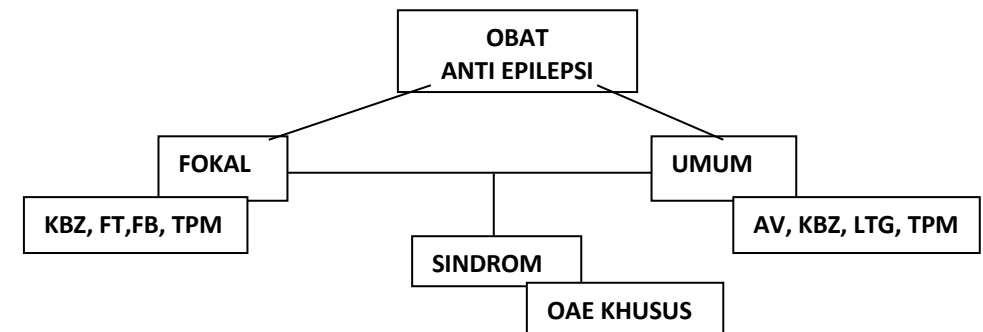 OBAT
ANTI EPILEPSI
FOKAL
UMUM
KBZ, FT,FB, TPM
AV, KBZ, LTG, TPM
SINDROM
OAE KHUSUS